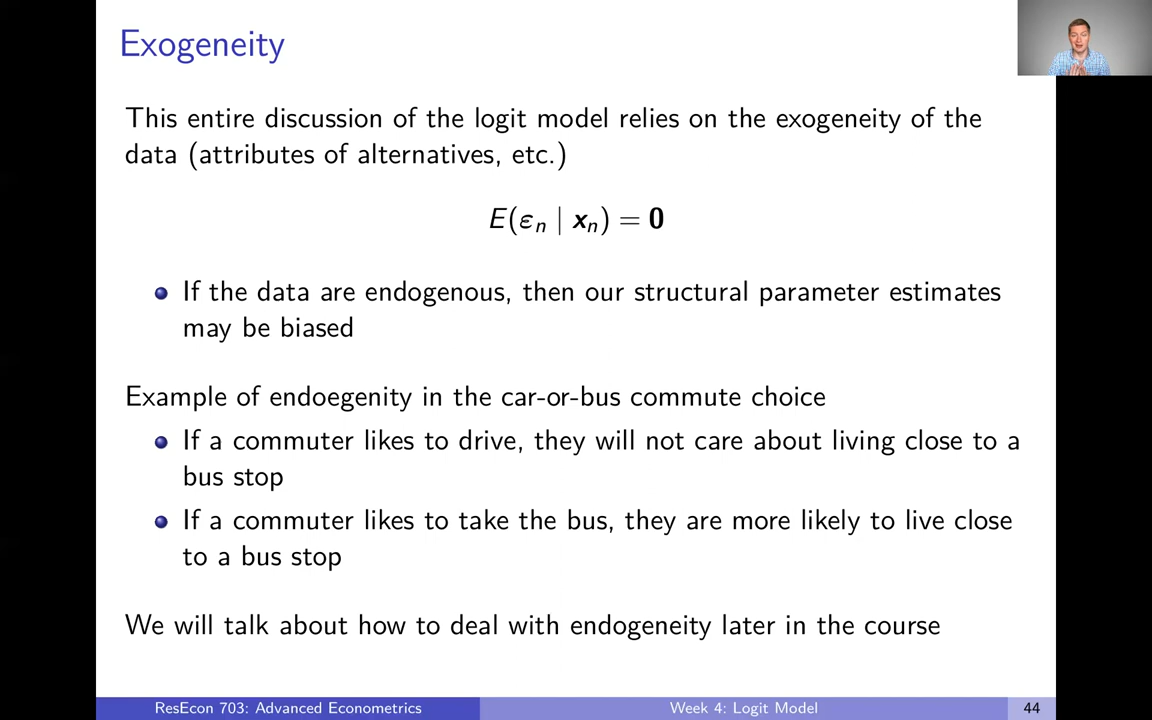 Exogeneity
This entire discussion of the logit model relies on the exogeneity of the
data (attributes of alternatives, etc.)
E(εn | xn) = 0
If the data are endogenous, then our structural parameter estimates
may be biased
Example of endoegenity in the car-or-bus commute choice
If a commuter likes to drive, they will not care about living close to a
bus stop
If a commuter likes to take the bus, they are more likely to live close
to a bus stop
We will talk about how to deal with endogeneity later in the course
ResEcon 703: Advanced Econometrics Week 4: Logit Model 44